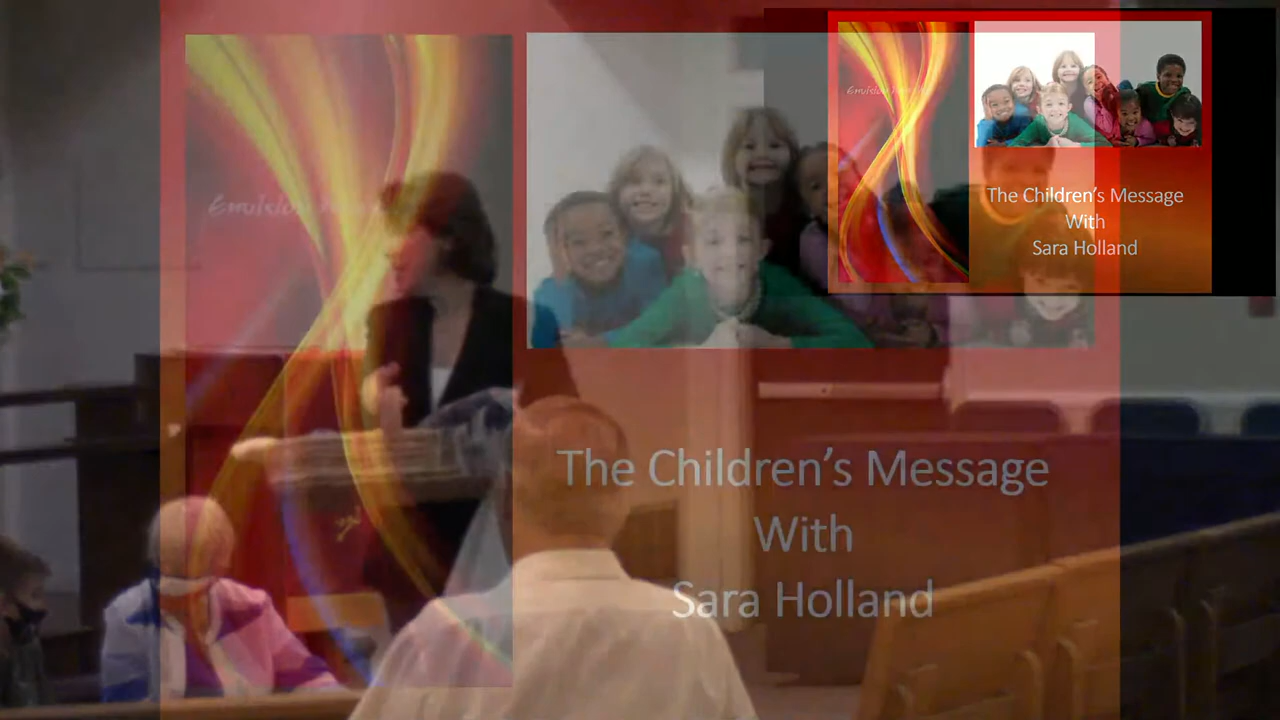 The Children's Message
With
Sara Holland
The Children's Message
With
Sara Holland